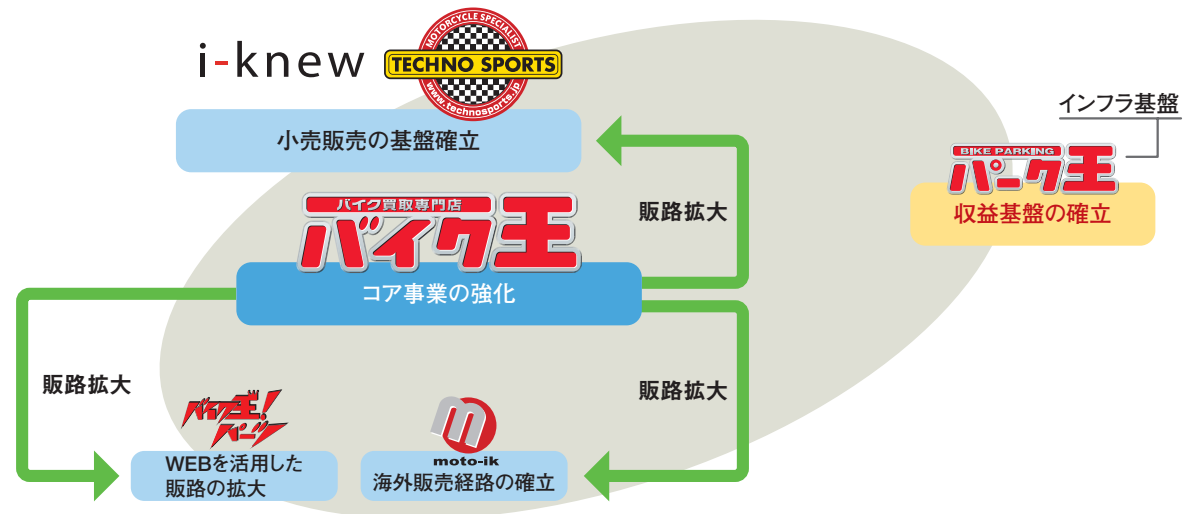 i-knew
MOTORCYCLE SPECIALIST
TECHNO SPORTS
www.technosports.jp
小売販売の基盤確立
インフラ基盤
BIKE PARKING
パーク王
収益基盤の確立
販路拡大
バイク買取専門店
バイク王
コア事業の強化
販路拡大
販路拡大
バイク王!
パーツ
WEBを活用した
販路の拡大
moto-ik
海外販売経路の確立